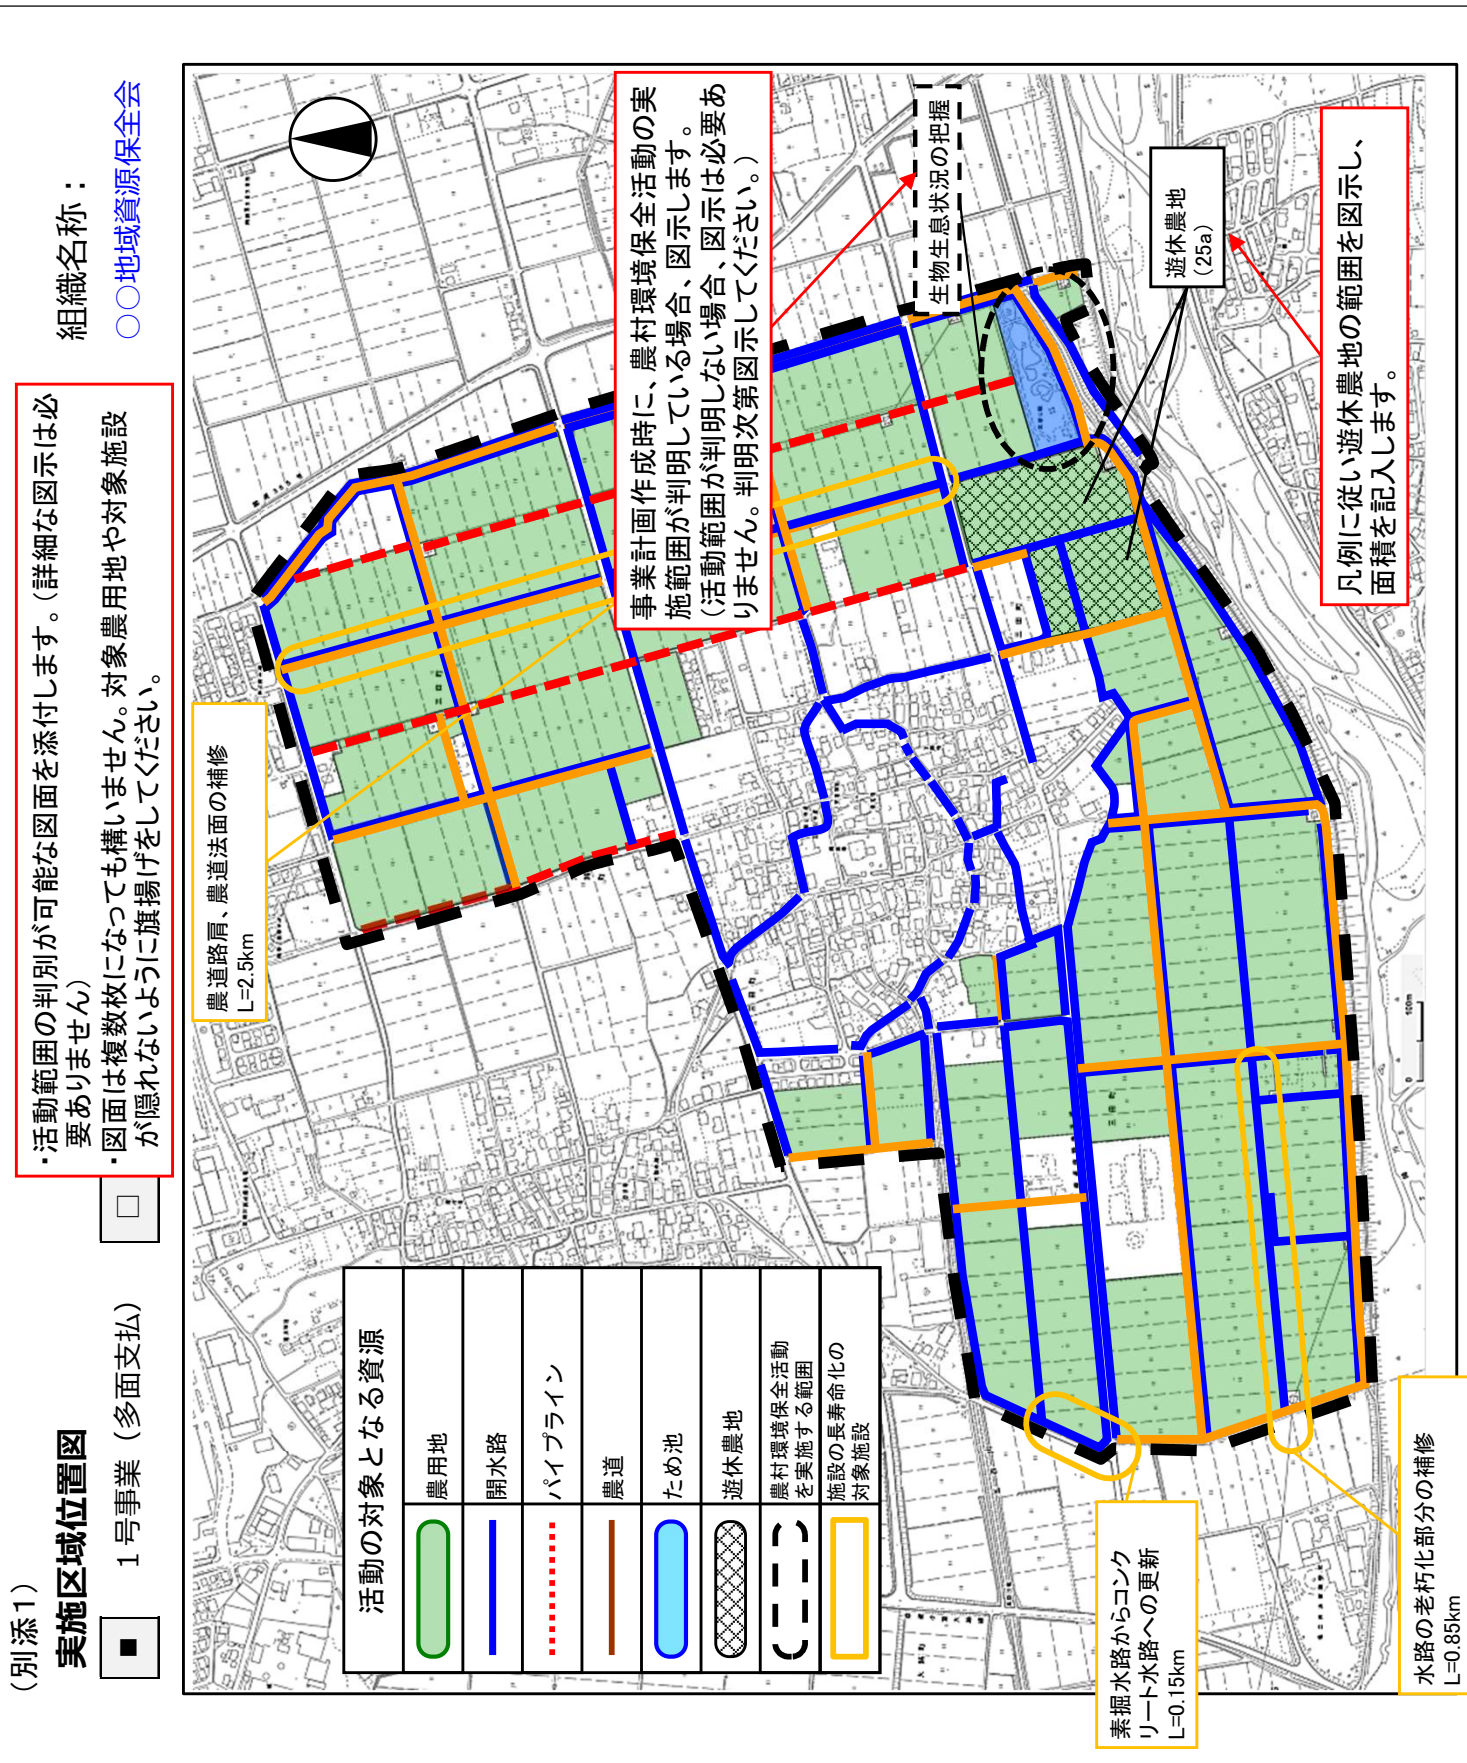 (別添1)
実施区域位置図
組織名称：
■
1号事業（多面支払）
□
○○地域資源保全会
・活動範囲の判別が可能な図面を添付します。（詳細な図示は必
要ありません）
・図面は複数枚になっても構いません。対象農用地や対象施設
が隠れないように旗揚げをしてください。
農道路肩、農道法面の補修
L=2.5km
事業計画作成時に、農村環境保全活動の実
施範囲が判明している場合、図示します。
（活動範囲が判明しない場合、図示は必要あ
りません。判明次第図示してください。）
生物生息状況の把握
遊休農地
(25a)
凡例に従い遊休農地の範囲を図示し、
面積を記入します。
活動の対象となる資源
農用地
開水路
パイプライン
農道
ため池
遊休農地
農村環境保全活動
を実施する範囲
施設の長寿命化の
対象施設
素掘水路からコンク
リート水路への更新
L=0.15km
水路の老朽化部分の補修
L=0.85km
0 100m